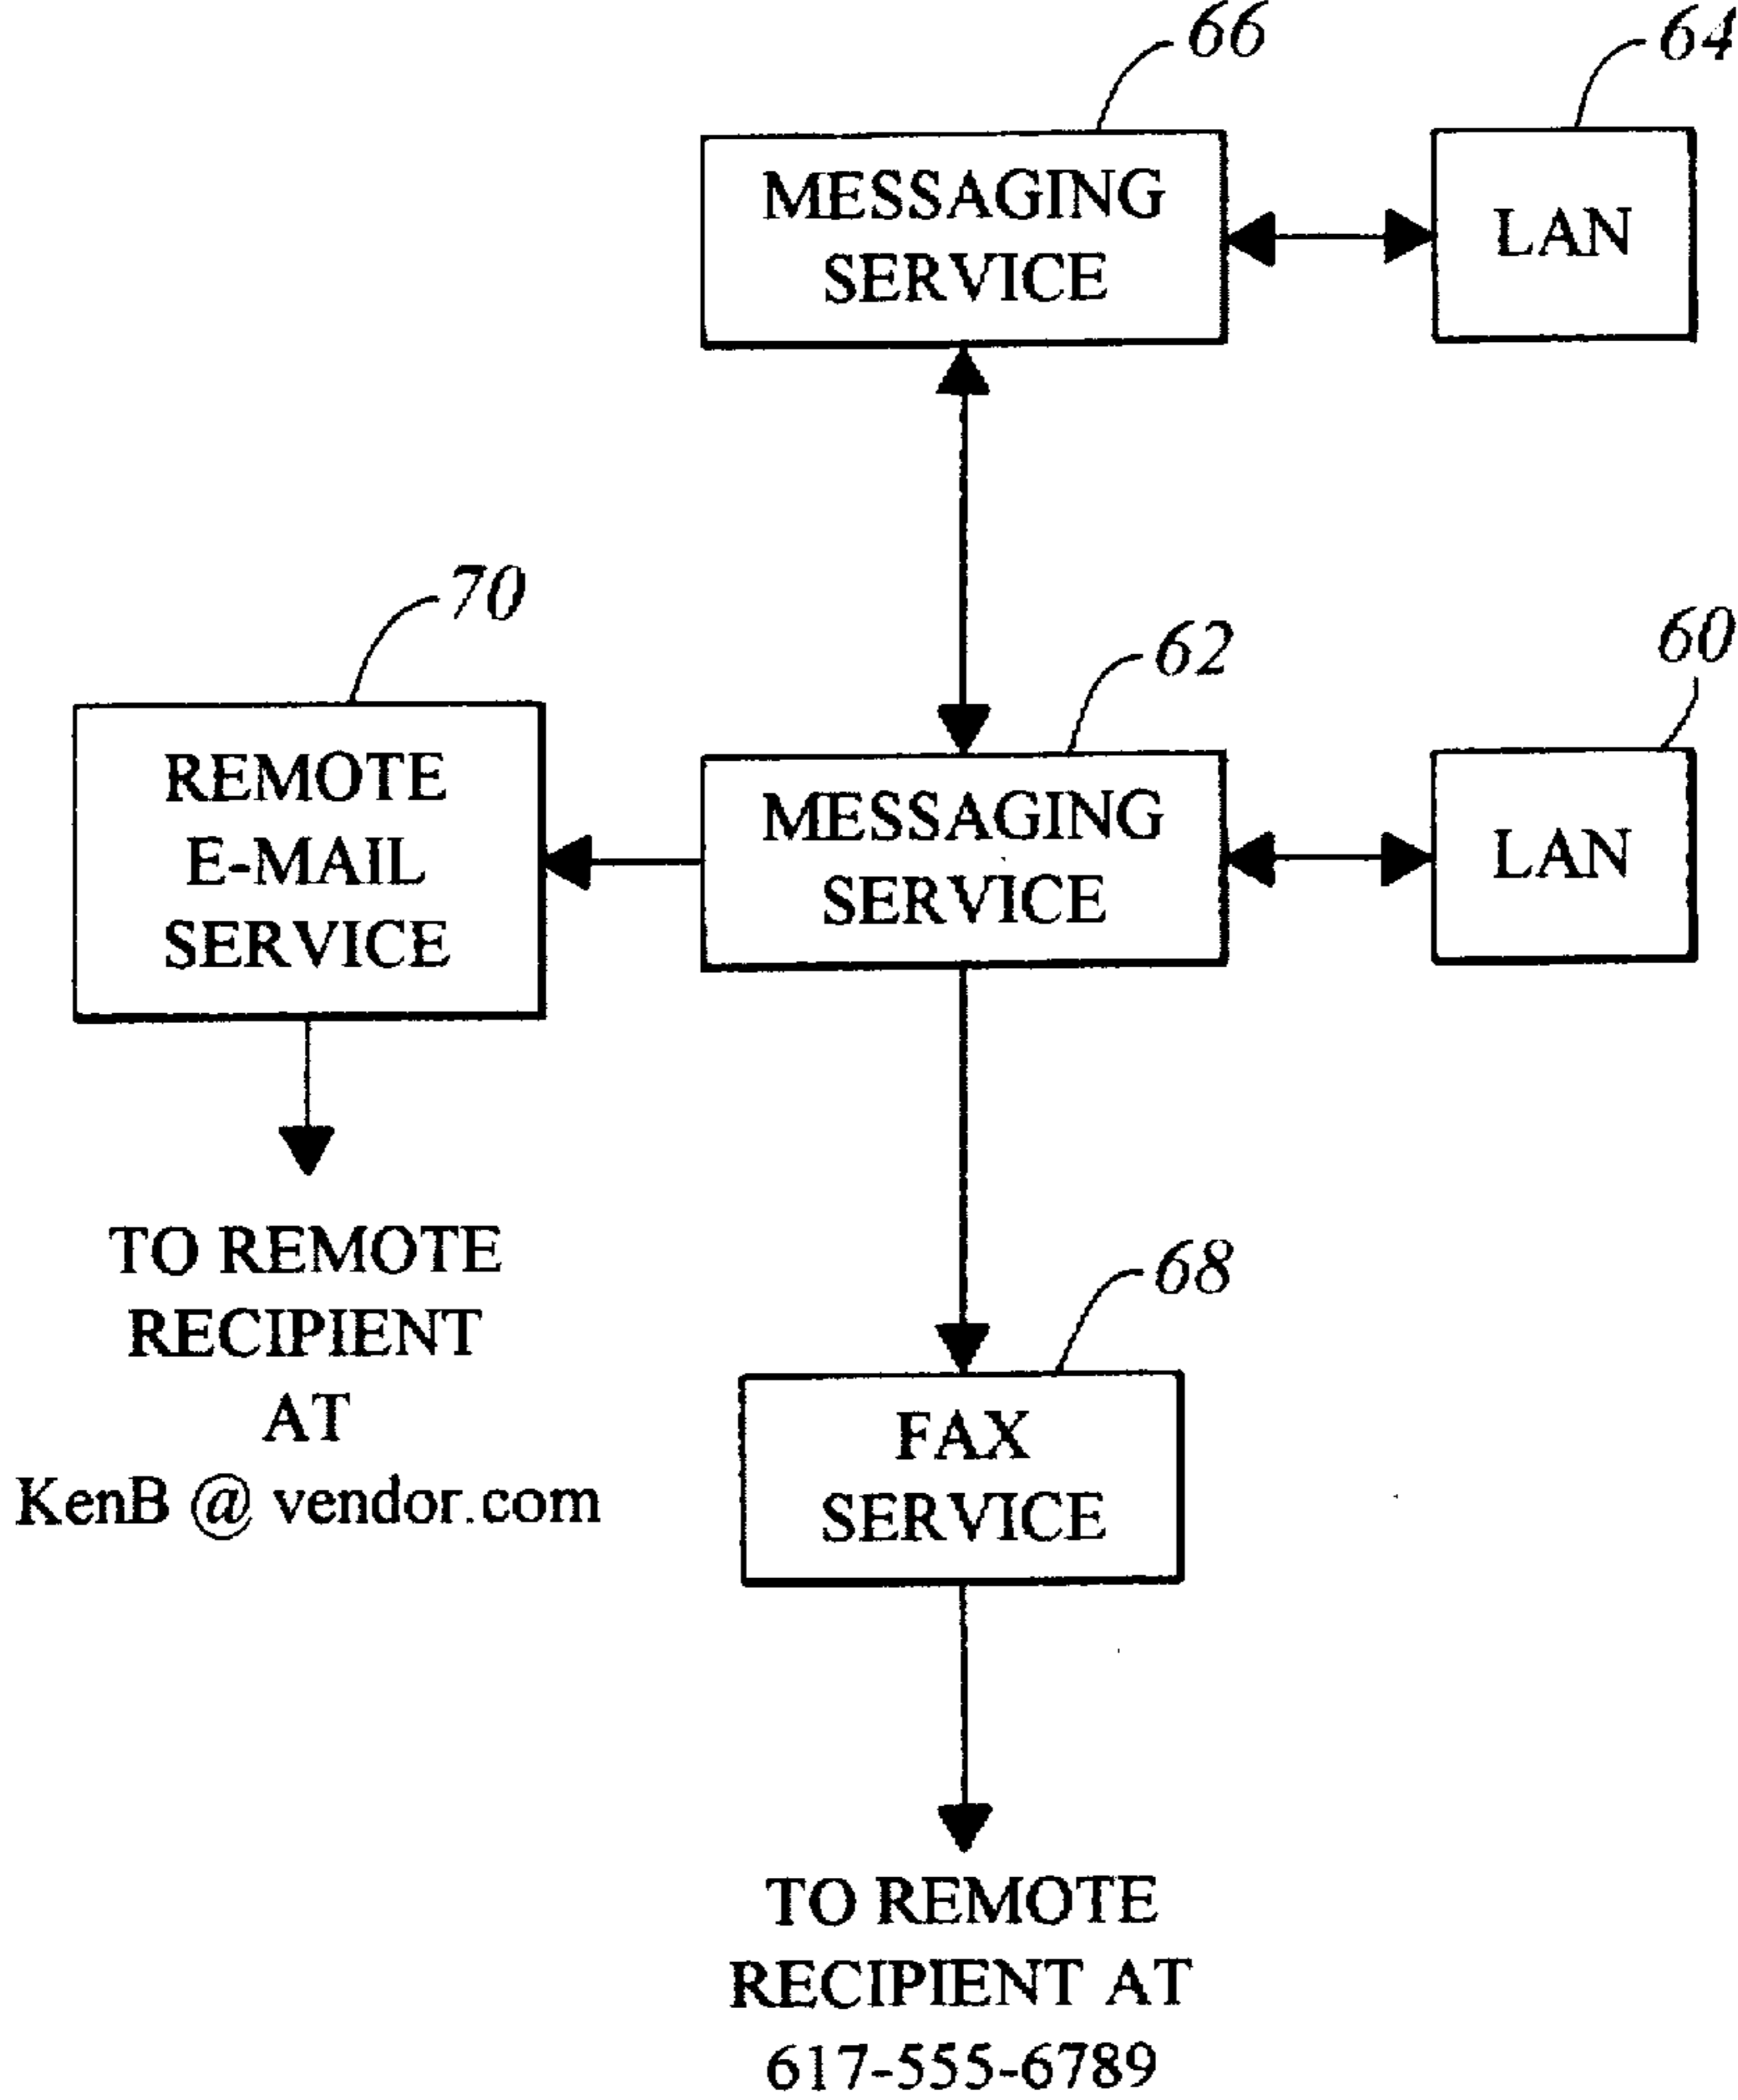 66
64
MESSAGING
SERVICE
LAN
70
62
60
REMOTE
E-MAIL
SERVICE
MESSAGING
SERVICE
LAN
TO REMOTE
RECIPIENT
AT
KenB @ vendor.com
68
FAX
SERVICE
TO REMOTE
RECIPIENT AT
617-555-6789